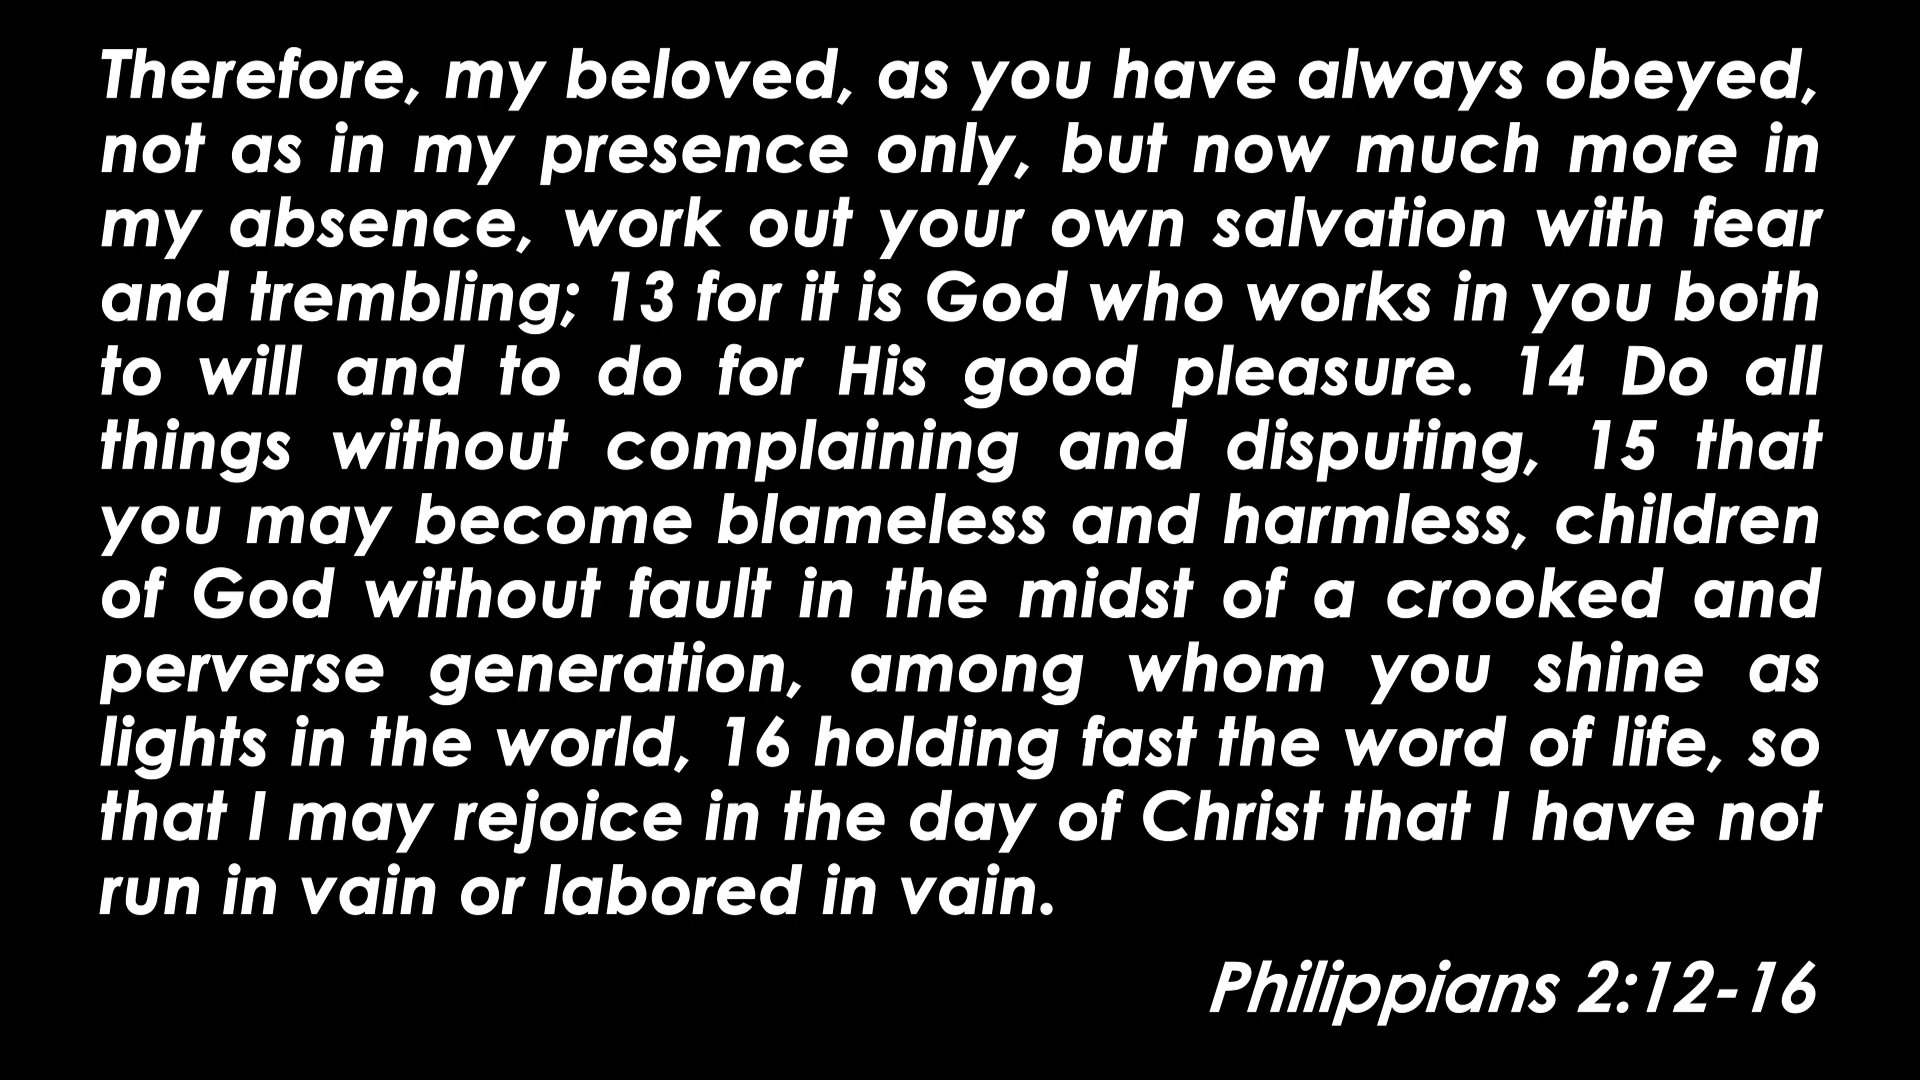 Therefore, my beloved, as you have always obeyed,
not as in my presence only, but now much more in
my absence, work out your own salvation with fear
and trembling; 13 for it is God who works in you both
to will and to do for His good pleasure. 14 Do all
things without complaining and disputing, 15 that
you may become blameless and harmless, children
of God without fault in the midst of a crooked and
perverse generation, among whom you shine as
lights in the world, 16 holding fast the word of life, so
that I may rejoice in the day of Christ that I have not
run in vain or labored in vain.
Philippians 2:12-16